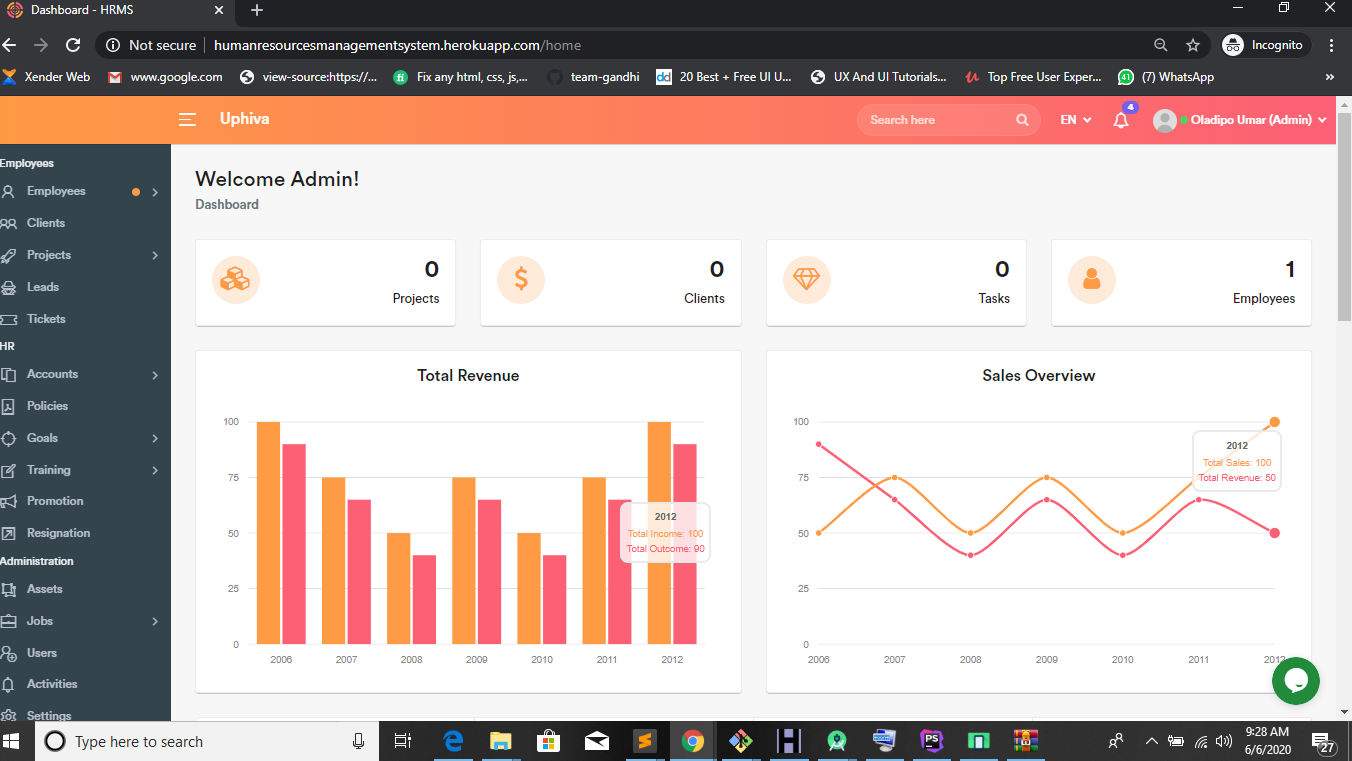 Dashboard - HRMS
Not secure
humanresourcesmanagementsystem.herokuapp.com/home
Incognito
Xender Web
www.google.com
view-source:https://...
Fix any html, css, js,...
team-gandhi
20 Best + Free UI U...
UX And UI Tutorials...
Top Free User Exper...
41
(7) WhatsApp
»
Uphiva
Search here
EN
4
Oladipo Umar (Admin)
Employees
Employees
Clients
Projects
Leads
Tickets
HR
Accounts
Policies
Goals
Training
Promotion
Resignation
Administration
Assets
Jobs
Users
Activities
Settings
Welcome Admin!
Dashboard
0
Projects
$
0
Clients
0
Tasks
1
Employees
Total Revenue
100
75
50
25
0
2006 2007 2008 2009 2010 2011 2012
2012
Total Income: 100
Total Outcome: 90
Sales Overview
100
75
50
25
0
2006 2007 2008 2009 2010 2011 2012
2012
Total Sales: 100
Total Revenue: 50
Type here to search
PS
9:28 AM
6/6/2020
27